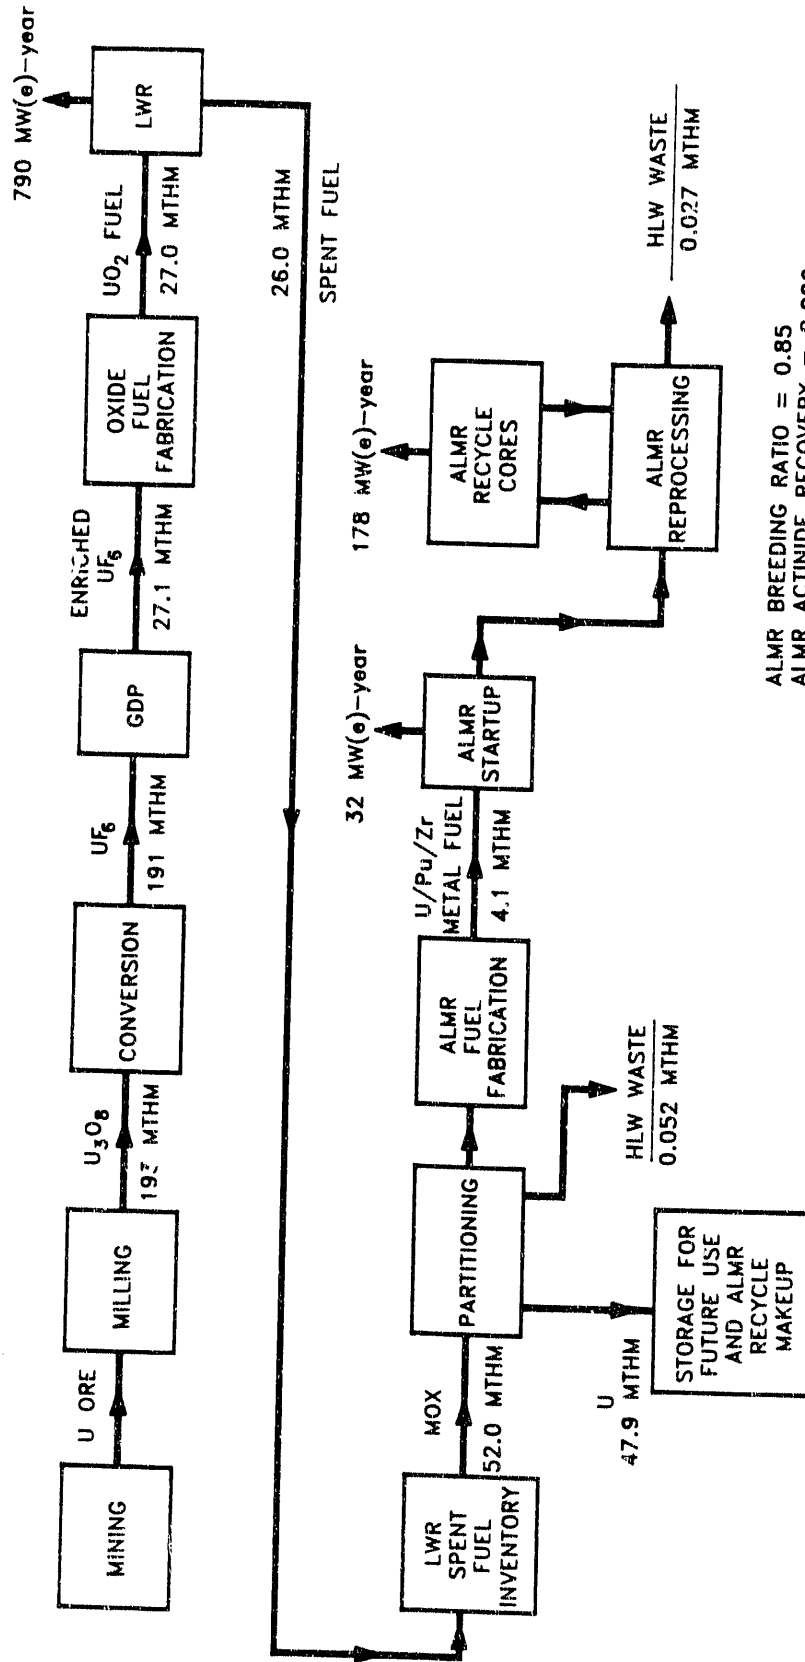 MINING
U ORE
MILLING
U3O8
MTHM
CONVERSION
UF6
191 MTHM
GDP
ENRICHED
UF6
27.1 MTHM
OXIDE
FUEL
FABRICATION
UO2 FUEL
27.0 MTHM
LWR
790 MW(e)-year
26.0 MTHM
SPENT FUEL
LWR
SPENT
FUEL
INVENTORY
MOX
52.0 MTHM
PARTITIONING
U
47.9 MTHM
STORAGE FOR
FUTURE USE
AND ALMR
RECYCLE
MAKEUP
HLW WASTE
0.052 MTHM
ALMR
FUEL
FABRICATION
U/Pu/Zr
METAL FUEL
4.1 MTHM
ALMR
STARTUP
32 MW(e)-year
ALMR
RECYCLE
CORES
178 MW(e)-year
ALMR
REPROCESSING
HLW WASTE
0.027 MTHM
ALMR BREEDING RATIO = 0.85
ALMR ACTINIDE RECOVERY =